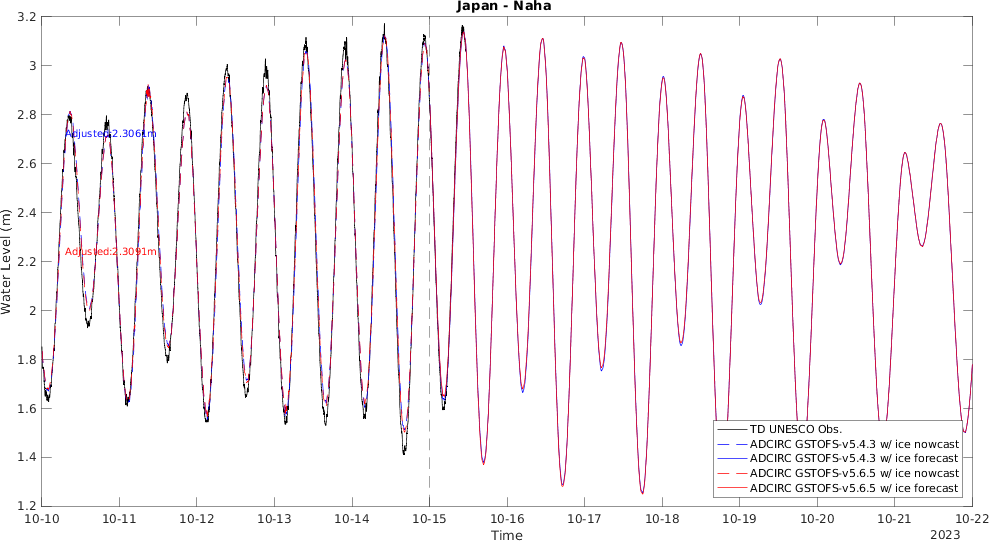 Japan - Naha
3.2
3
2.8
2.6
2.4
2.2
2
1.8
1.6
1.4
1.2
Water Level (m)
Adjusted:2.3061m
Adjusted:2.3091m
TD UNESCO Obs.
ADCIRC GSTOFS-v5.4.3 w/ ice nowcast
ADCIRC GSTOFS-v5.4.3 w/ ice forecast
ADCIRC GSTOFS-v5.6.5 w/ ice nowcast
ADCIRC GSTOFS-v5.6.5 w/ ice forecast
10-10 10-11 10-12 10-13 10-14 10-15 10-16 10-17 10-18 10-19 10-20 10-21 10-22
Time
2023